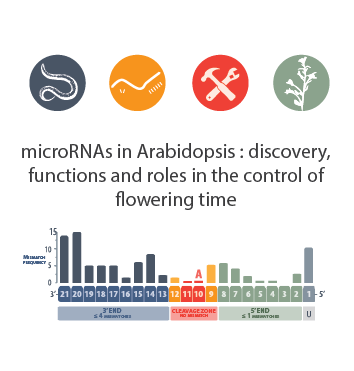 microRNAs in Arabidopsis : discovery,
functions and roles in the control of
flowering time
15
10
5
0
MISMATCH
FREQUENCY
A
3'- 21 20 19 18 17 16 15 14 13 12 11 10 9 8 7 6 5 4 3 2 1 - 5'
3' END
≤ 4 MISMATCHES
CLEAVAGE ZONE
NO MISMATCH
5' END
≤ 1 MISMATCHES
U